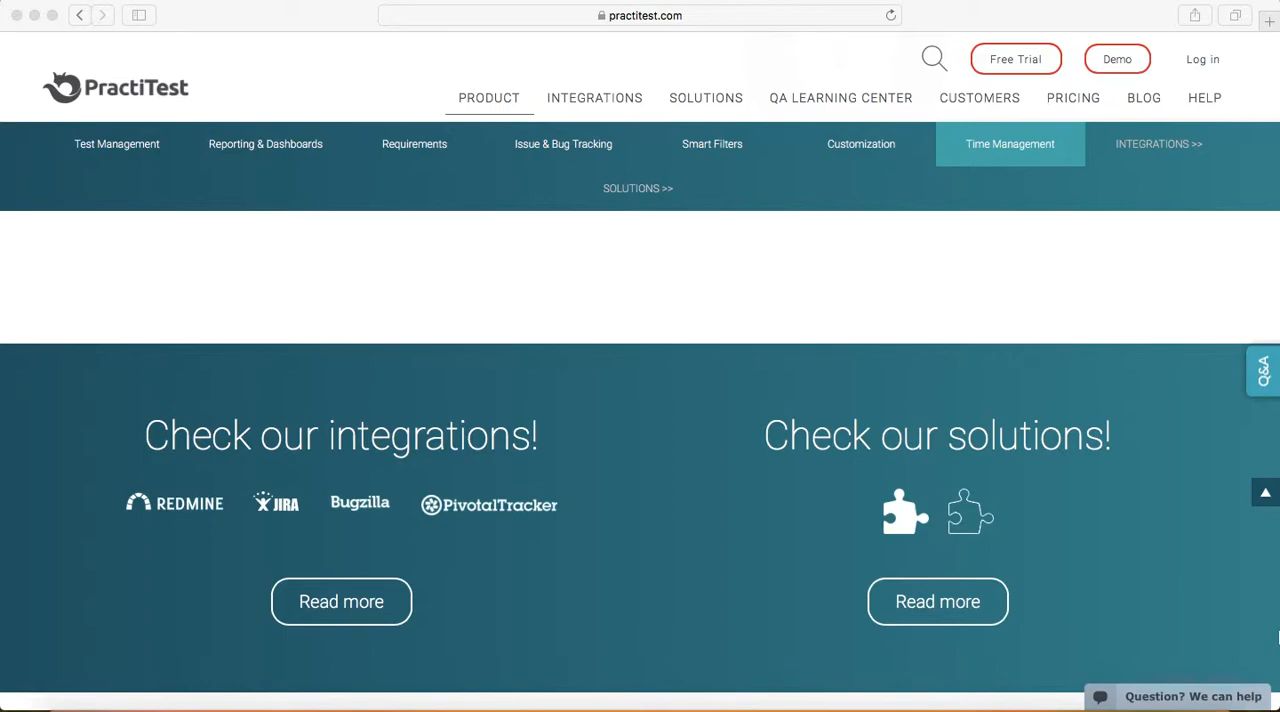 practitest.com
Free Trial
Demo
Log in
PractiTest
PRODUCT
INTEGRATIONS
SOLUTIONS
QA LEARNING CENTER
CUSTOMERS
PRICING
BLOG
HELP
Test Management
Reporting & Dashboards
Requirements
Issue & Bug Tracking
Smart Filters
Customization
Time Management
INTEGRATIONS >>
SOLUTIONS >>
Q&A
Check our integrations!
REDMINE
JIRA
Bugzilla
PivotalTracker
Read more
Check our solutions!
Read more
Question? We can help